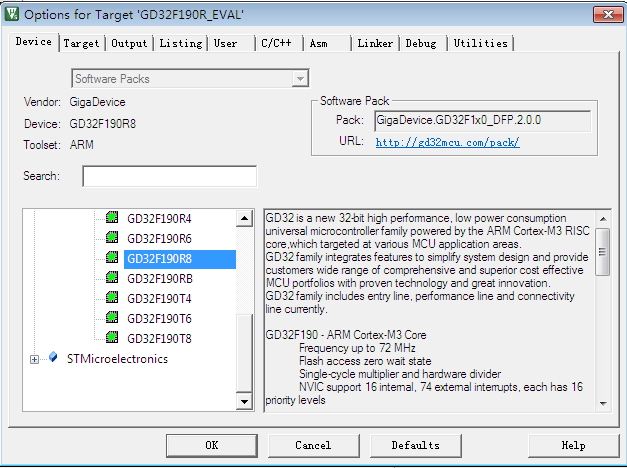 Options for Target 'GD32F190R_EVAL'
Device Target Output Listing User C/C++ Asm Linker Debug Utilities
Software Packs
Vendor: GigaDevice
Device: GD32F190R8
Toolset: ARM
Search:
Software Pack
Pack: GigaDevice.GD32F1x0_DFP.2.0.0
URL: http://gd32mcu.com/pack/
GD32F190R4
GD32F190R6
GD32F190R8
GD32F190RB
GD32F190T4
GD32F190T6
GD32F190T8
STMicroelectronics
GD32 is a new 32-bit high performance, low power consumption
universal microcontroller family powered by the ARM Cortex-M3 RISC
core,which targeted at various MCU application areas.
GD32 family integrates features to simplify system design and provide
customers wide range of comprehensive and superior cost effective
MCU portfolios with proven technology and great innovation.
GD32 family includes entry line, performance line and connectivity
line currently.
GD32F190 - ARM Cortex-M3 Core
Frequency up to 72 MHz
Flash access zero wait state
Single-cycle multiplier and hardware divider
NVIC support 16 internal, 74 external interrupts, each has 16
priority levels
OK Cancel Defaults Help